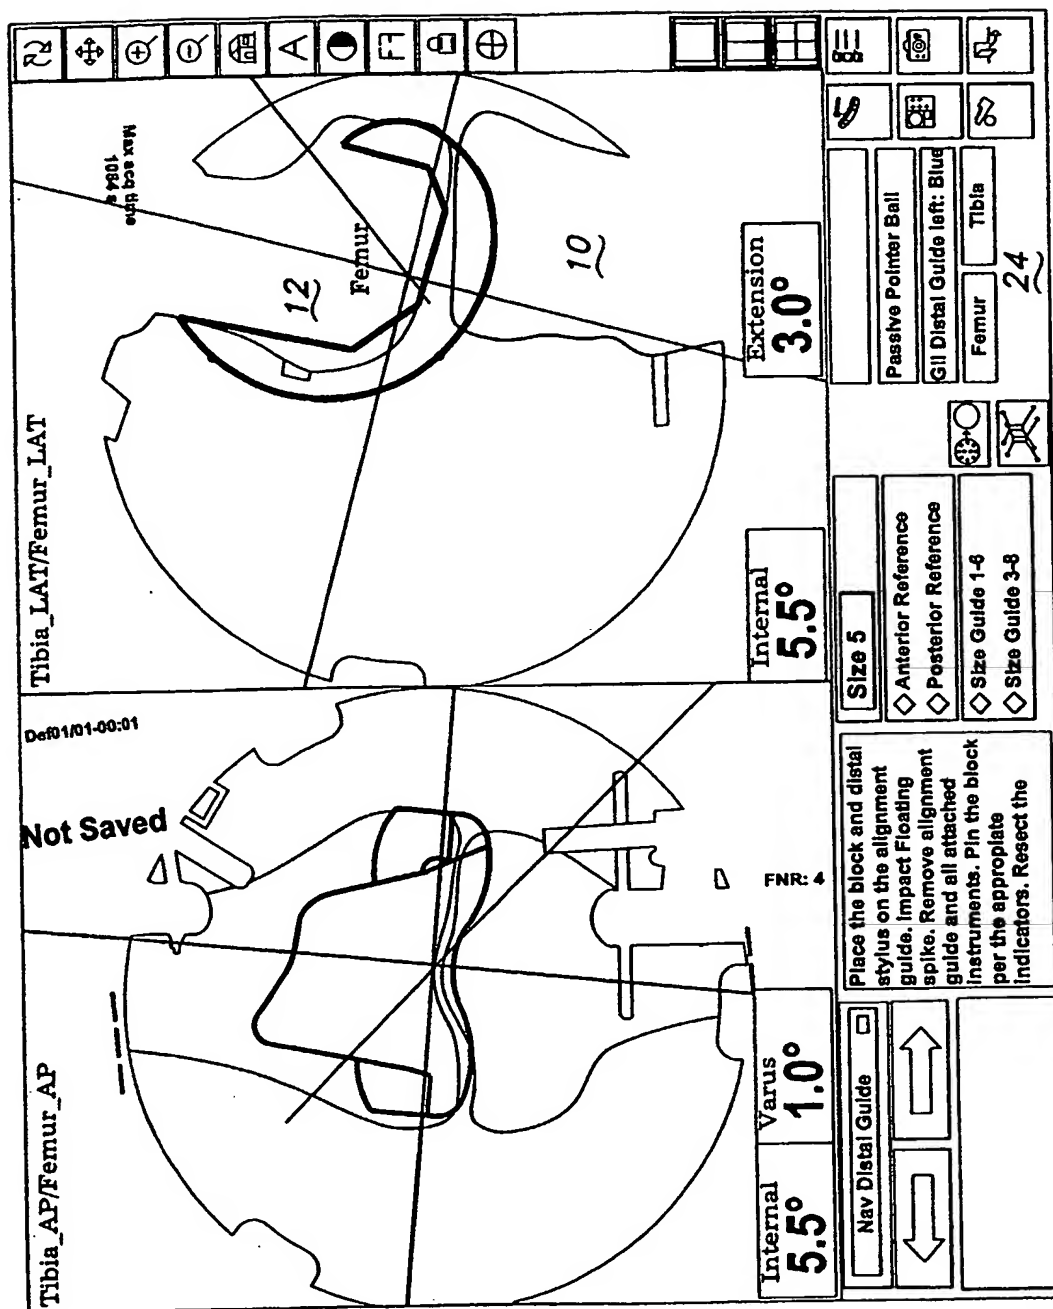 Tibia_AP/Femur_AP
Not Saved
Def01/01-00:01
FNR: 4
Internal
5.5°
Varus
1.0°
Tibia_LAT/Femur_LAT
Max acq time
1084 s
12
Femur
10
Internal
5.5°
Extension
3.0°
A
Nav Distal Guide
Place the block and distal
stylus on the alignment
guide. Impact Floating
spike. Remove alignment
guide and all attached
instruments. Pin the block
per the appropiate
indicators. Resect the
Size 5
◇ Anterior Reference
◇ Posterior Reference
◇ Size Guide 1-6
◇ Size Guide 3-8
Passive Pointer Ball
GII Distal Guide left: Blue
Femur
Tibia
24